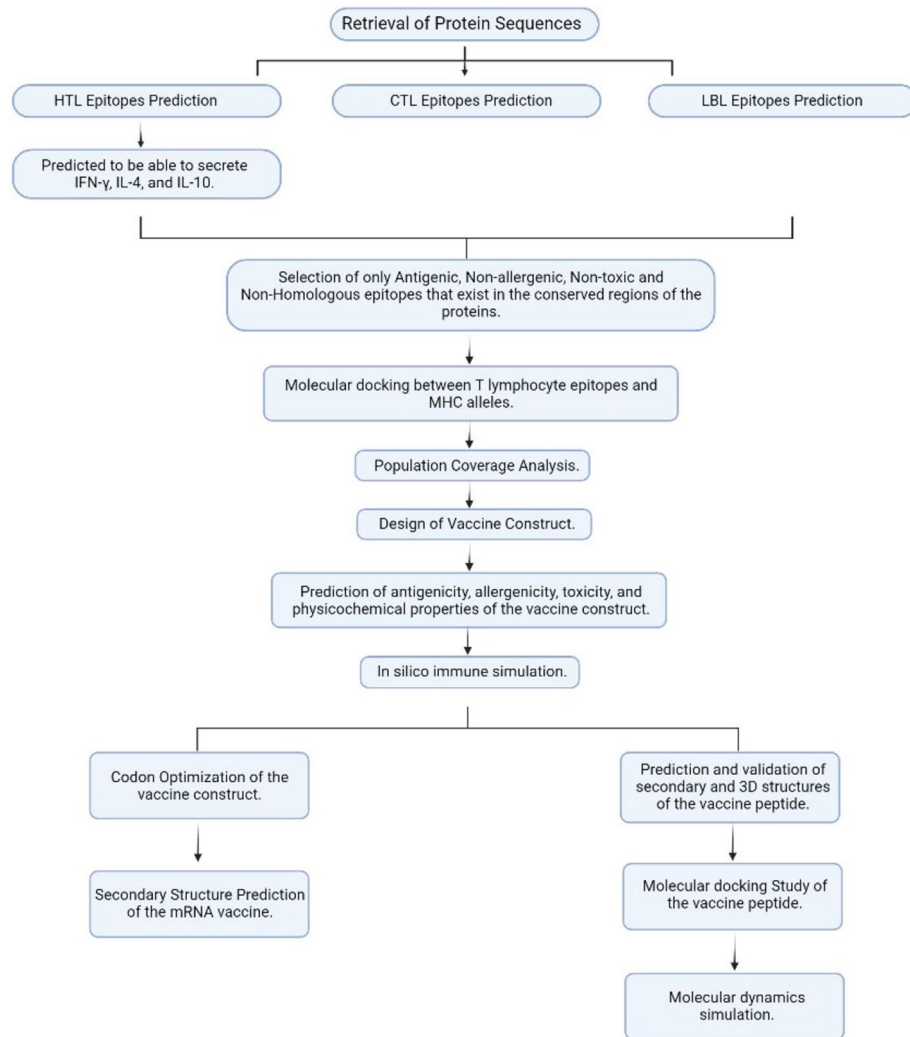 Retrieval of Protein Sequences
HTL Epitopes Prediction
CTL Epitopes Prediction
LBL Epitopes Prediction
Predicted to be able to secrete
IFN-γ, IL-4, and IL-10.
Selection of only Antigenic, Non-allergenic, Non-toxic and
Non-Homologous epitopes that exist in the conserved regions of the
proteins.
Molecular docking between T lymphocyte epitopes and
MHC alleles.
Population Coverage Analysis.
Design of Vaccine Construct.
Prediction of antigenicity, allergenicity, toxicity, and
physicochemical properties of the vaccine construct.
In silico immune simulation.
Codon Optimization of the
vaccine construct.
Secondary Structure Prediction
of the mRNA vaccine.
Prediction and validation of
secondary and 3D structures
of the vaccine peptide.
Molecular docking Study of
the vaccine peptide.
Molecular dynamics
simulation.